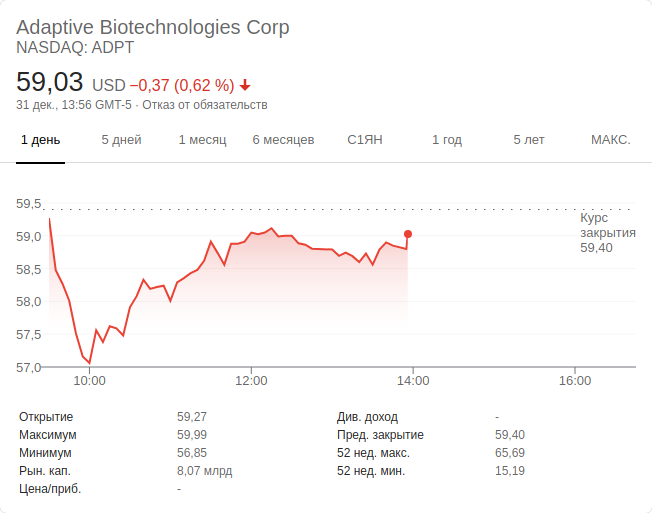 Adaptive Biotechnologies Corp
NASDAQ: ADPT
59,03 USD −0,37 (0,62 %)
31 дек., 13:56 GMT-5 · Отказ от обязательств
1 день 5 дней 1 месяц 6 месяцев С1ЯН 1 год 5 лет МАКС.
59,5
59,0
58,5
58,0
57,5
57,0
Курс
закрытия
59,40
10:00 12:00 14:00 16:00
Открытие 59,27 Див. доход -
Максимум 59,99 Пред. закрытие 59,40
Минимум 56,85 52 нед. макс. 65,69
Рын. кап. 8,07 млрд 52 нед. мин. 15,19
Цена/приб. -